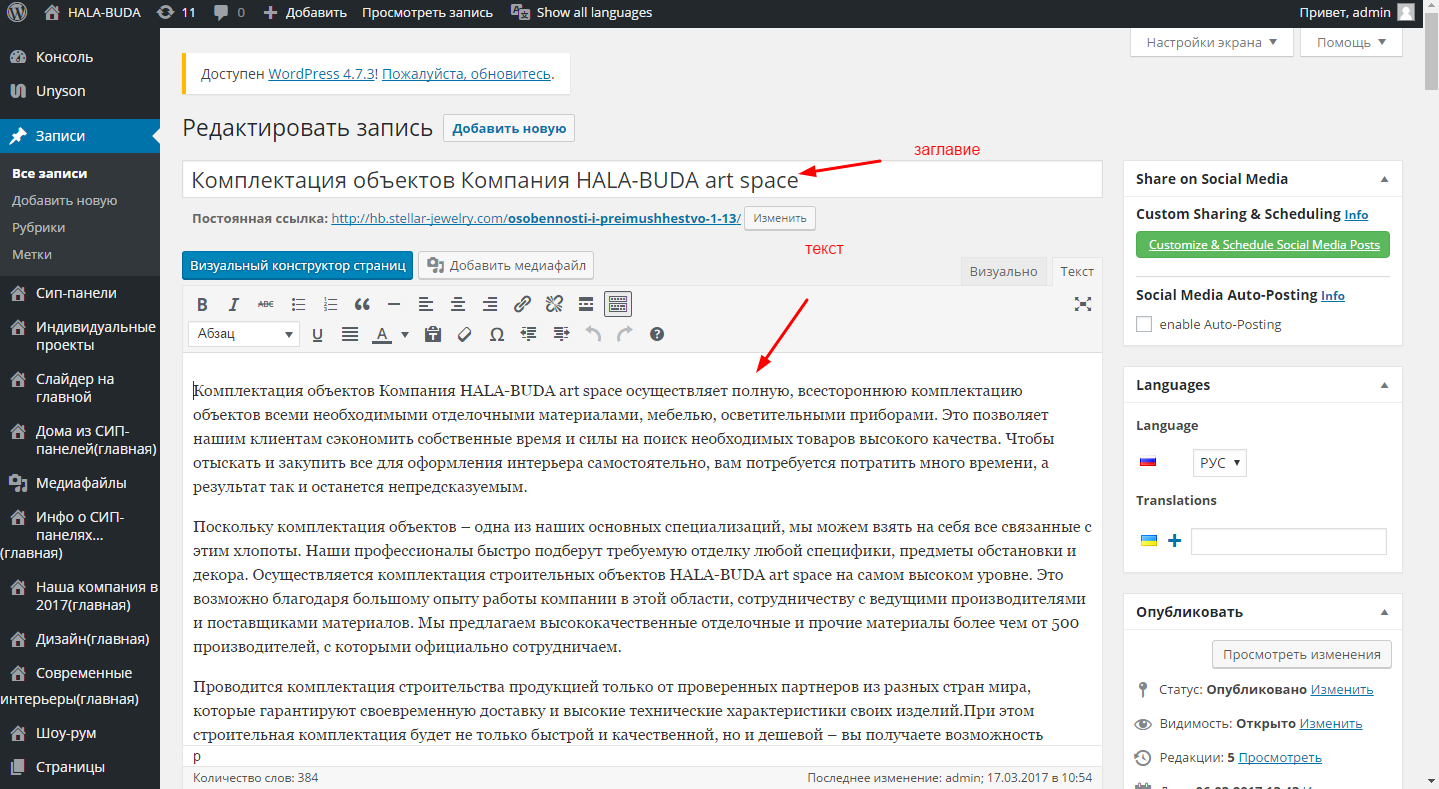 HALA-BUDA 11 0 Добавить Просмотреть запись Show all languages Привет, admin
Настройки экрана Помощь
Консоль
Unyson
Записи
Все записи
Добавить новую
Рубрики
Метки
Сип-панели
Индивидуальные
проекты
Слайдер на
главной
Дома из СИП-
панелей(главная)
Медиафайлы
Инфо о СИП-
панелях...
(главная)
Наша компания в
2017(главная)
Дизайн(главная)
Современные
интерьеры(главная)
Шоу-рум
Страницы
Доступен WordPress 4.7.3! Пожалуйста, обновитесь.
Редактировать запись Добавить новую
заглавие
Комплектация объектов Компания HALA-BUDA art space
Постоянная ссылка: http://hb.stellar-jewelry.com/osobennosti-i-preimushhestvo-1-13/ Изменить
текст
Визуальный конструктор страниц Добавить медиафайл Визуально Текст
B I ABC
Абзац U A Ω
Комплектация объектов Компания HALA-BUDA art space осуществляет полную, всестороннюю комплектацию
объектов всеми необходимыми отделочными материалами, мебелью, осветительными приборами. Это позволяет
нашим клиентам сэкономить собственные время и силы на поиск необходимых товаров высокого качества. Чтобы
отыскать и закупить все для оформления интерьера самостоятельно, вам потребуется потратить много времени, а
результат так и останется непредсказуемым.
Поскольку комплектация объектов – одна из наших основных специализаций, мы можем взять на себя все связанные с
этим хлопоты. Наши профессионалы быстро подберут требуемую отделку любой специфики, предметы обстановки и
декора. Осуществляется комплектация строительных объектов HALA-BUDA art space на самом высоком уровне. Это
возможно благодаря большому опыту работы компании в этой области, сотрудничеству с ведущими производителями
и поставщиками материалов. Мы предлагаем высококачественные отделочные и прочие материалы более чем от 500
производителей, с которыми официально сотрудничаем.
Проводится комплектация строительства продукцией только от проверенных партнеров из разных стран мира,
которые гарантируют своевременную доставку и высокие технические характеристики своих изделий.При этом
строительная комплектация будет не только быстрой и качественной, но и дешевой – вы получаете возможность
p
Количество слов: 384 Последнее изменение: admin; 17.03.2017 в 10:54
Share on Social Media
Custom Sharing & Scheduling Info
Customize & Schedule Social Media Posts
Social Media Auto-Posting Info
enable Auto-Posting
Languages
Language
РУС
Translations
Опубликовать
Просмотреть изменения
Статус: Опубликовано Изменить
Видимость: Открыто Изменить
Редакции: 5 Просмотреть